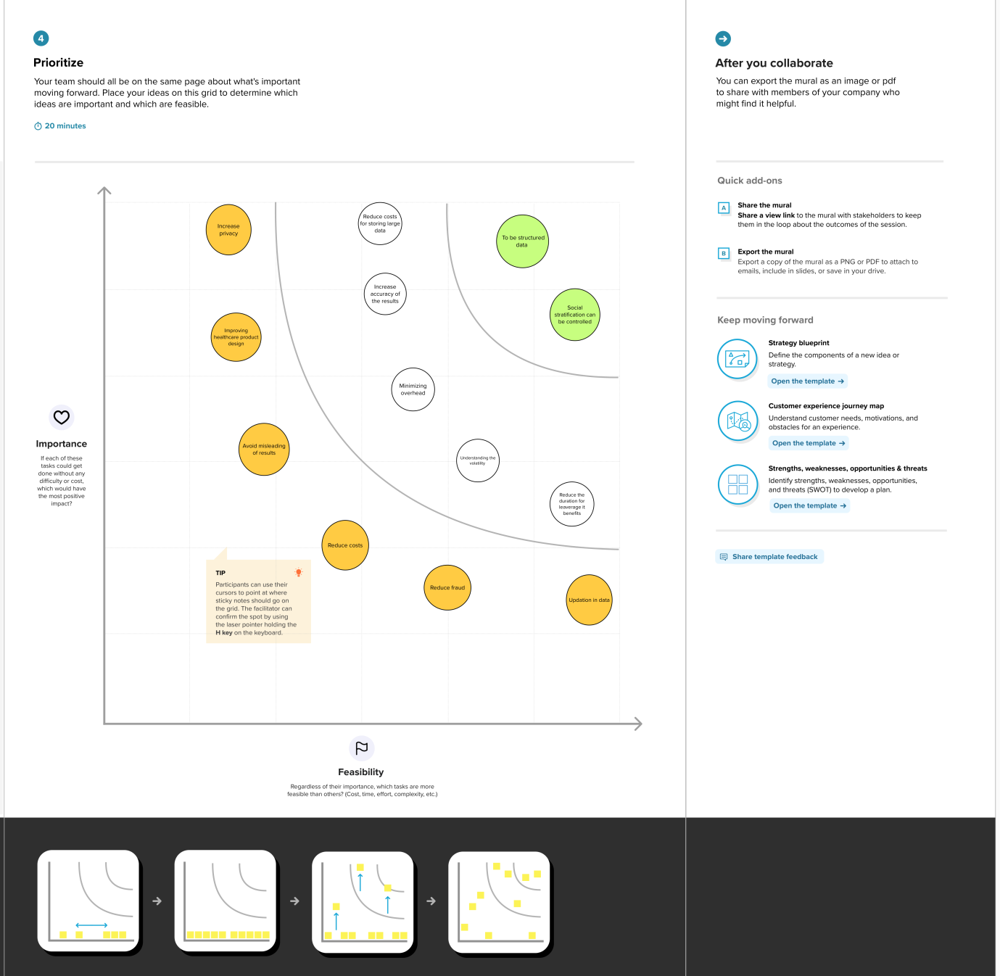 4
Prioritize
Your team should all be on the same page about what's important
moving forward. Place your ideas on this grid to determine which
ideas are important and which are feasible.
20 minutes
Increase
privacy
Reduce costs
for storing large
data
To be structured
data
Increase
accuracy of
the results
Social
stratification can
be controlled
Improving
healthcare product
design
Minimizing
overhead
Avoid misleading
of results
Understanding the
volatility
Reduce the
duration for
leaverage it
benefits
Reduce costs
Reduce fraud
Updation in data
TIP
Participants can use their
cursors to point at where
sticky notes should go on
the grid. The facilitator can
confirm the spot by using
the laser pointer holding the
H key on the keyboard.
Importance
If each of these
tasks could get
done without any
difficulty or cost,
which would have
the most positive
impact?
Feasibility
Regardless of their importance, which tasks are more
feasible than others? (Cost, time, effort, complexity, etc.)
After you collaborate
You can export the mural as an image or pdf
to share with members of your company who
might find it helpful.
Quick add-ons
A
Share the mural
Share a view link to the mural with stakeholders to keep
them in the loop about the outcomes of the session.
B
Export the mural
Export a copy of the mural as a PNG or PDF to attach to
emails, include in slides, or save in your drive.
Keep moving forward
Strategy blueprint
Define the components of a new idea or
strategy.
Open the template →
Customer experience journey map
Understand customer needs, motivations, and
obstacles for an experience.
Open the template →
Strengths, weaknesses, opportunities & threats
Identify strengths, weaknesses, opportunities,
and threats (SWOT) to develop a plan.
Open the template →
Share template feedback